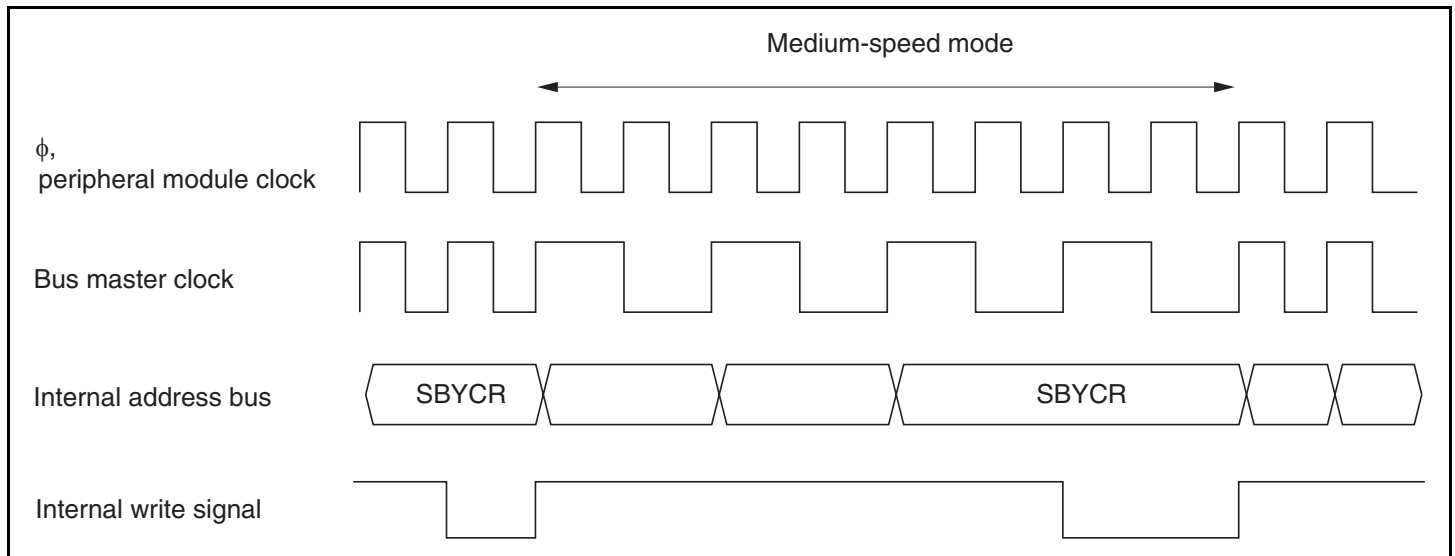 Medium-speed mode
ϕ,
peripheral module clock
Bus master clock
Internal address bus
SBYCR
SBYCR
Internal write signal